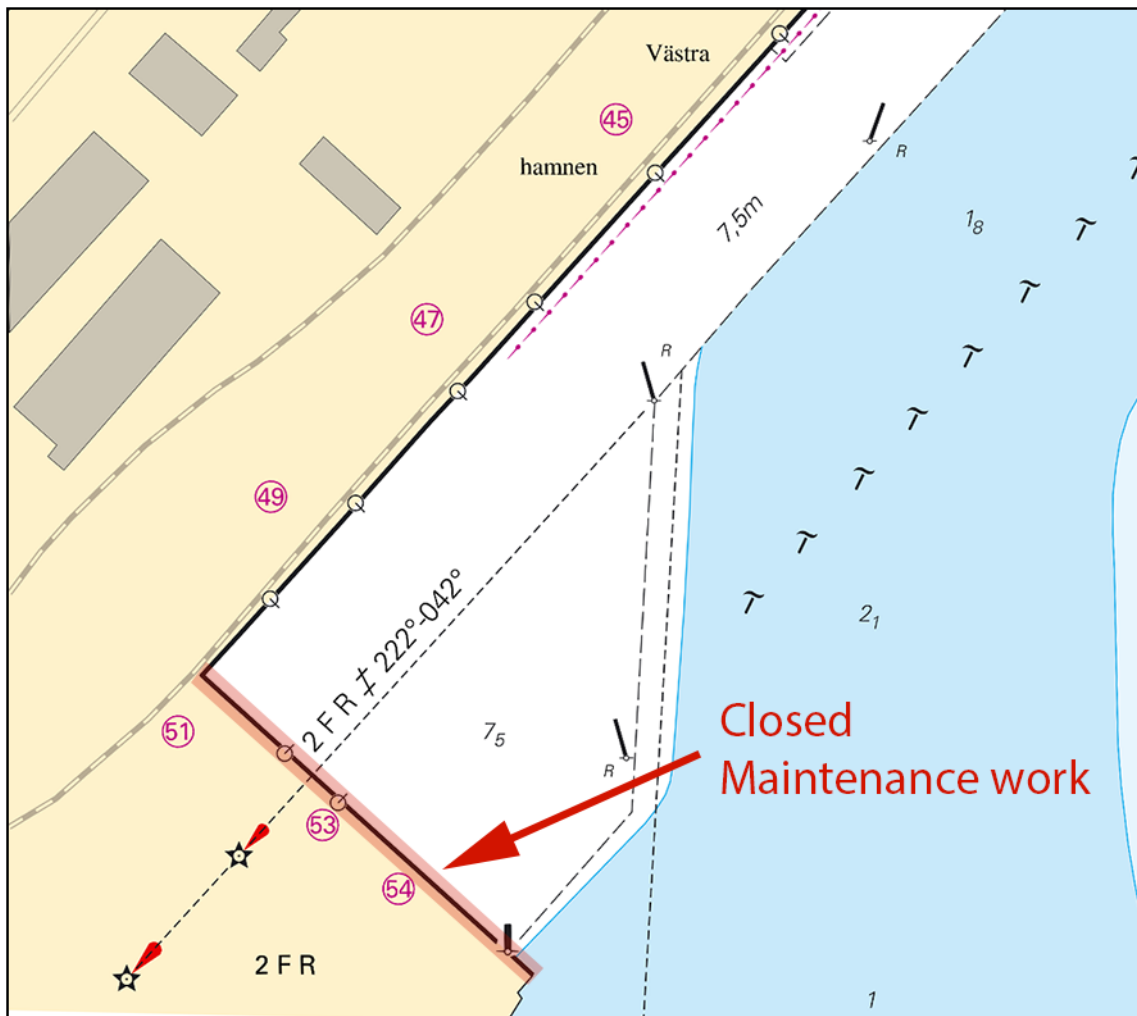 Västra
45
R
hamnen
7,5m
1₈
47
R
49
2 F R ‡ 222°-042°
2₁
51
7₅
Closed
Maintenance work
R
53
54
2 F R
1